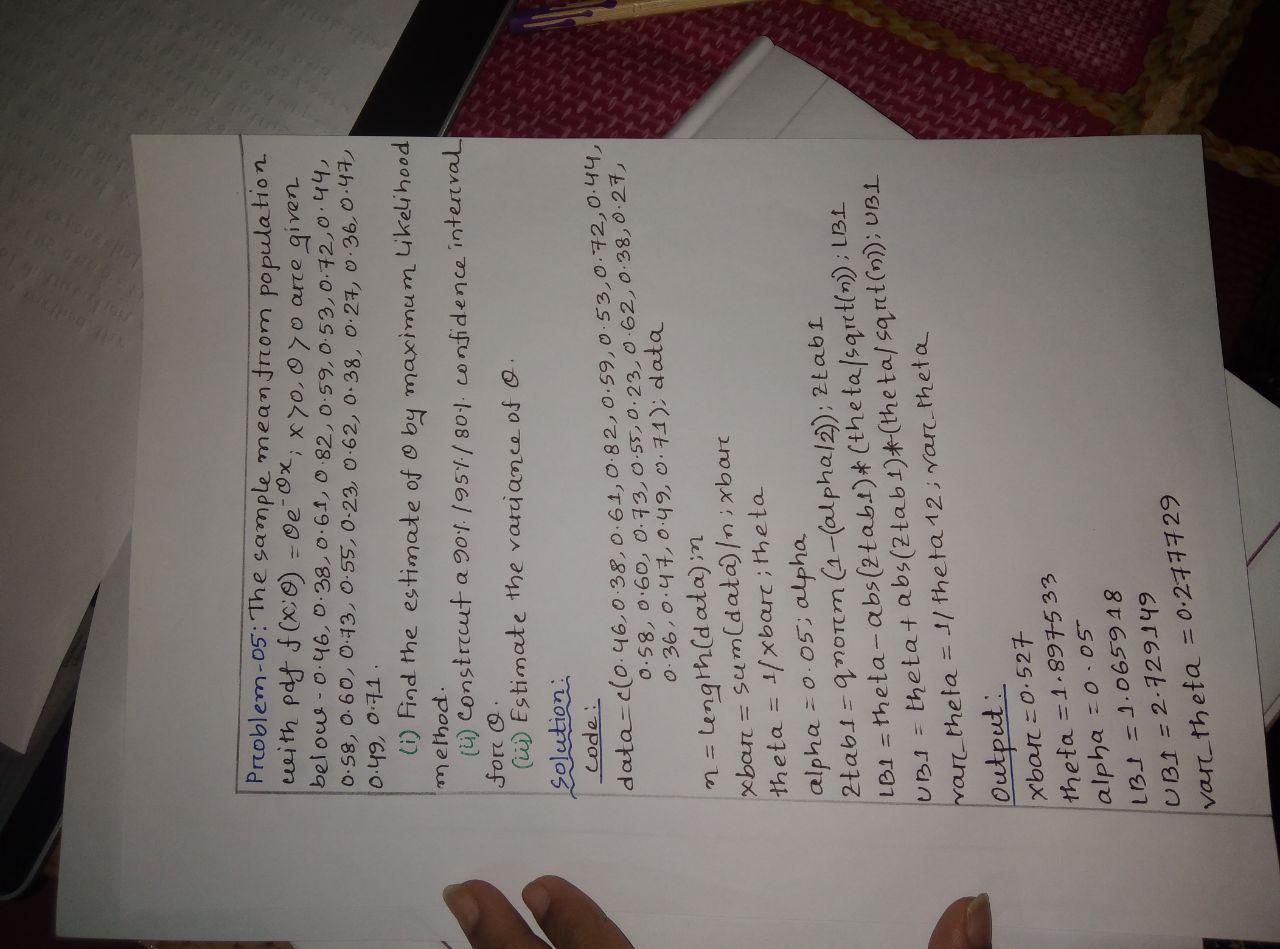 Problem-05: The sample mean from population
with pdf f(x;θ) = θe^-θx; x>0, θ>0 are given
below - 0.46, 0.38, 0.61, 0.82, 0.59, 0.53, 0.72, 0.44,
0.58, 0.60, 0.73, 0.55, 0.23, 0.62, 0.38, 0.27, 0.36, 0.47,
0.49, 0.71.
(i) Find the estimate of θ by maximum likelihood
method.
(ii) Construct a 90%/95%/80% confidence interval
for θ.
(iii) Estimate the variance of θ.
Solution:
Code:
data=c(0.46,0.38,0.61,0.82,0.59,0.53,0.72,0.44,
0.58,0.60,0.73,0.55,0.23,0.62,0.38,0.27,
0.36,0.47,0.49,0.71);data
n=length(data);n
xbar=sum(data)/n;xbar
theta = 1/xbar;theta
alpha = 0.05; alpha
ztab1 = qnorm(1-(alpha/2)); ztab1
LB1 = theta-abs(ztab1)*(theta/sqrt(n)); LB1
UB1 = theta+abs(ztab1)*(theta/sqrt(n)); UB1
var_theta = 1/theta^2; var_theta
Output:
xbar = 0.527
theta = 1.897533
alpha = 0.05
LB1 = 1.065918
UB1 = 2.729149
var_theta = 0.277729